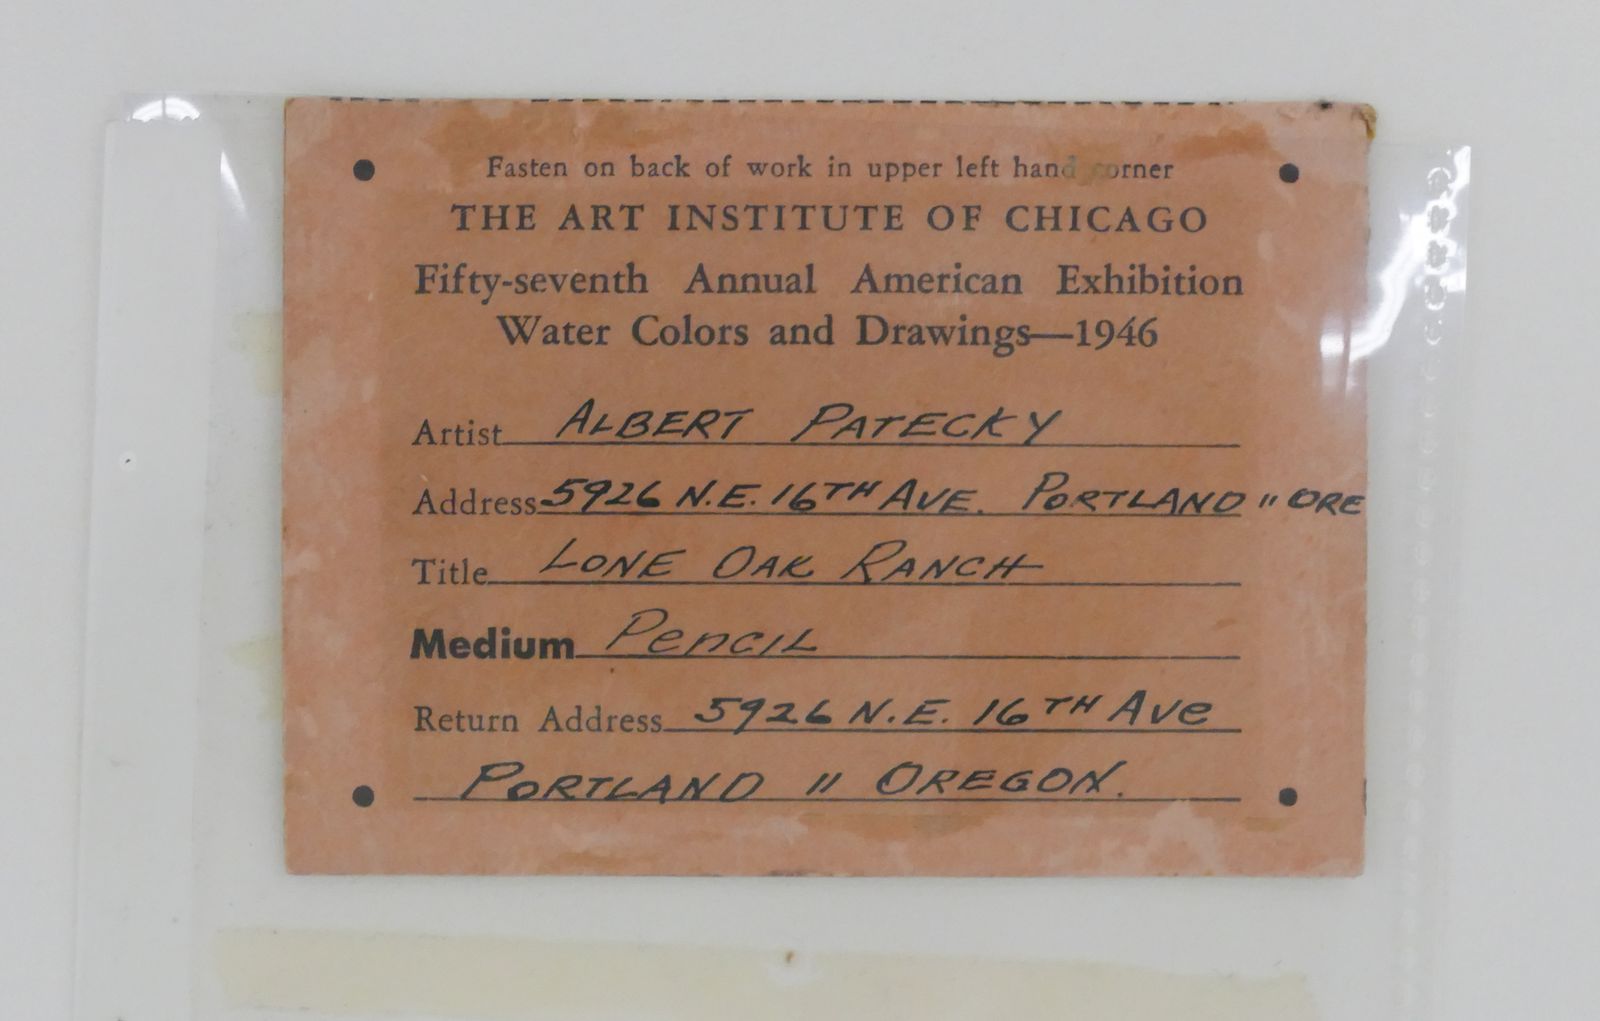 Fasten on back of work in upper left hand corner
THE ART INSTITUTE OF CHICAGO
Fifty-seventh Annual American Exhibition
Water Colors and Drawings—1946
Artist ALBERT PATECKY
Address 5926 N.E. 16TH AVE. PORTLAND 11 ORE
Title LONE OAK RANCH
Medium PenCIL
Return Address 5926 N.E. 16TH Ave
PORTLAND 11 OREGON.